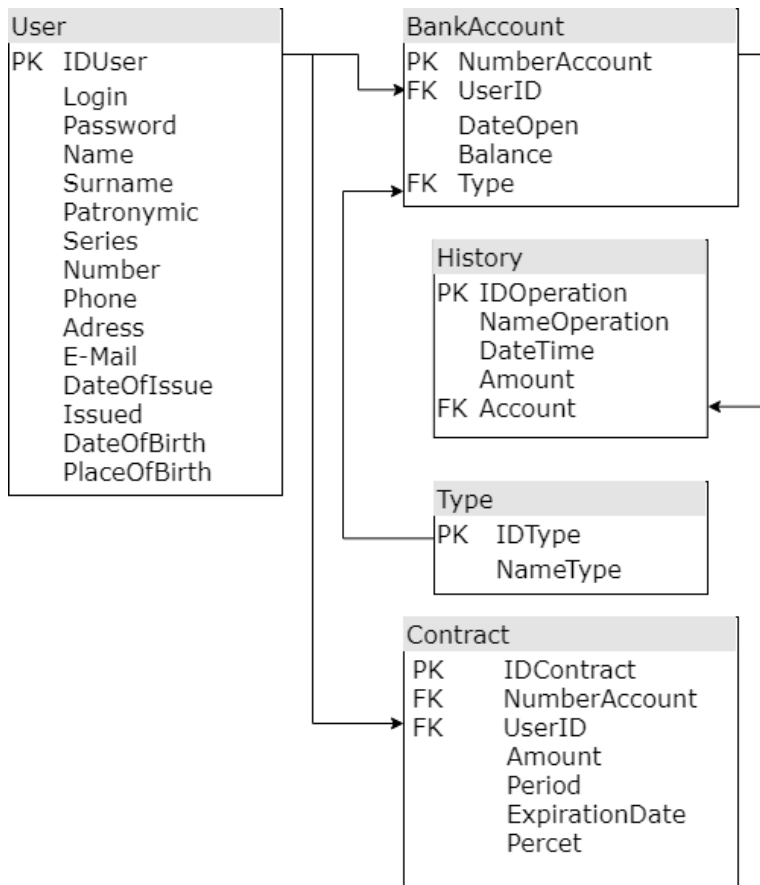 User
PK IDUser
Login
Password
Name
Surname
Patronymic
Series
Number
Phone
Adress
E-Mail
DateOfIssue
Issued
DateOfBirth
PlaceOfBirth
BankAccount
PK NumberAccount
FK UserID
DateOpen
Balance
FK Type
History
PK IDOperation
NameOperation
DateTime
Amount
FK Account
Type
PK IDType
NameType
Contract
PK IDContract
FK NumberAccount
FK UserID
Amount
Period
ExpirationDate
Percet